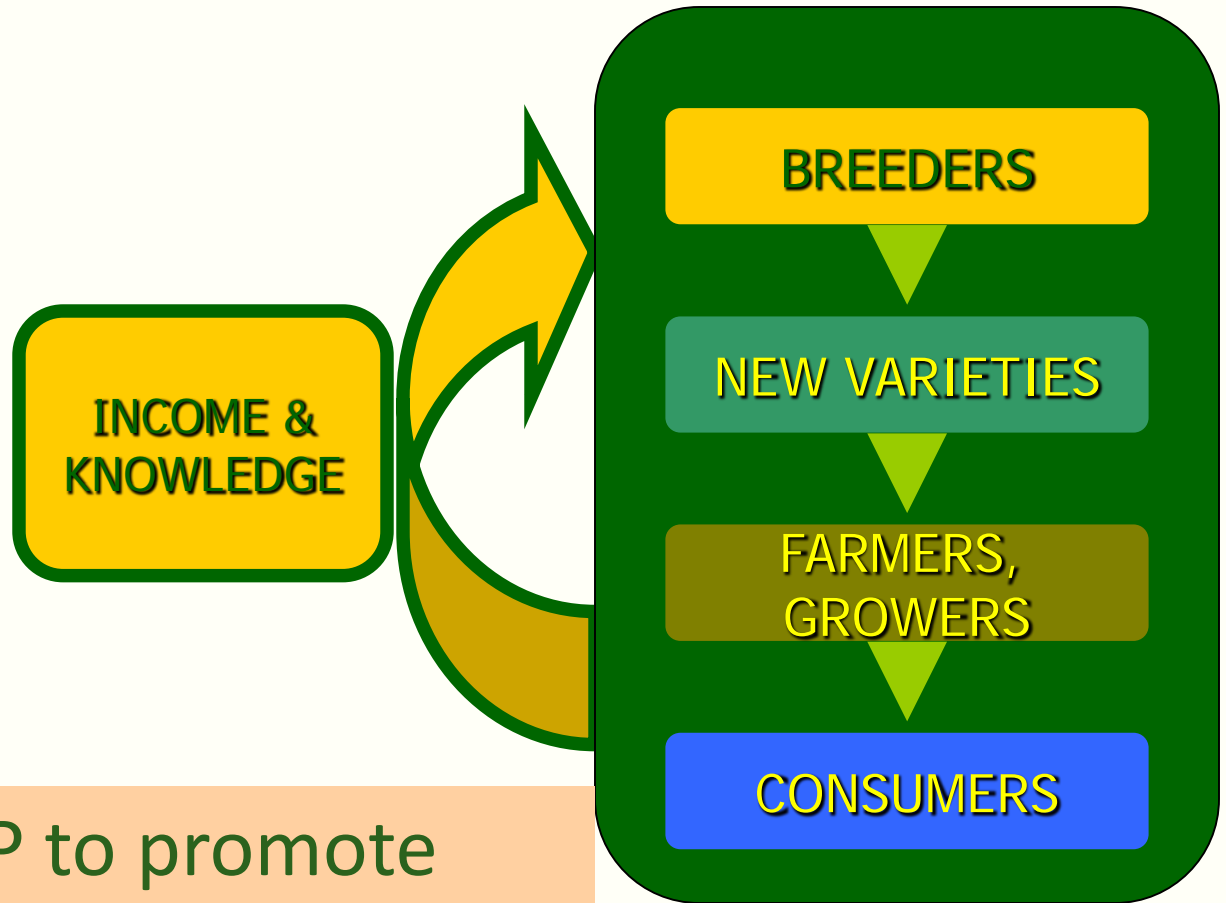 BREEDERS
NEW VARIETIES
INCOME &
KNOWLEDGE
FARMERS,
GROWERS
CONSUMERS
P to promote